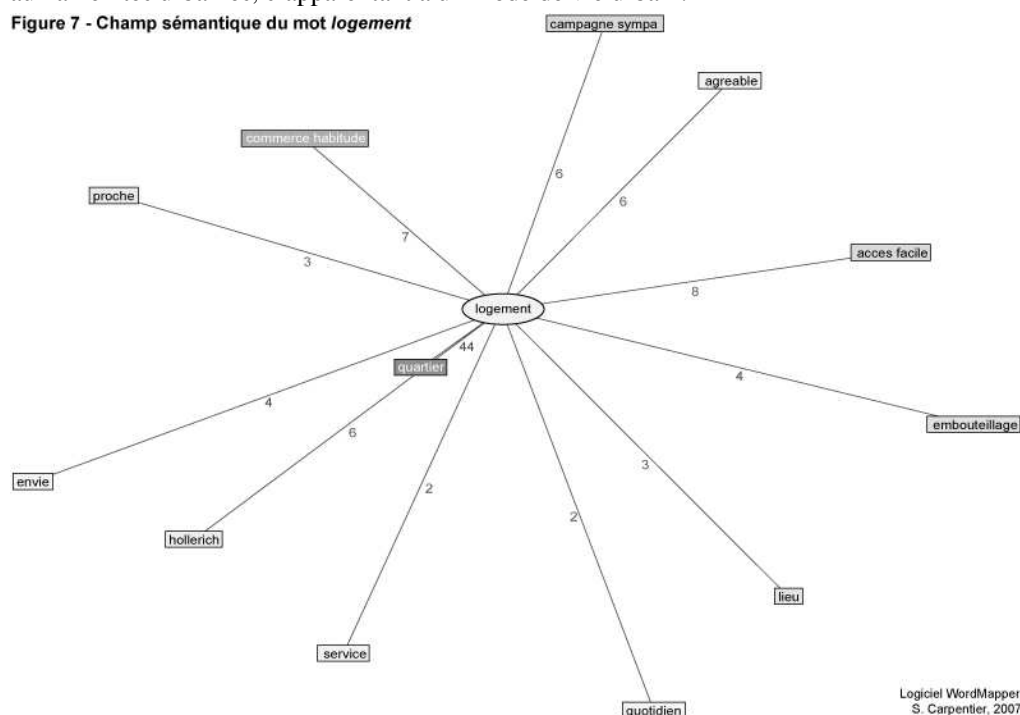 Figure 7 - Champ sémantique du mot logement
campagne sympa
agreable
commerce habitude
proche
6
6
7
3
acces facile
8
logement
44
quartier
4
4
embouteillage
6
3
envie
2
2
hollerich
lieu
service
quotidien
Logiciel WordMapper
S. Carpentier, 2007